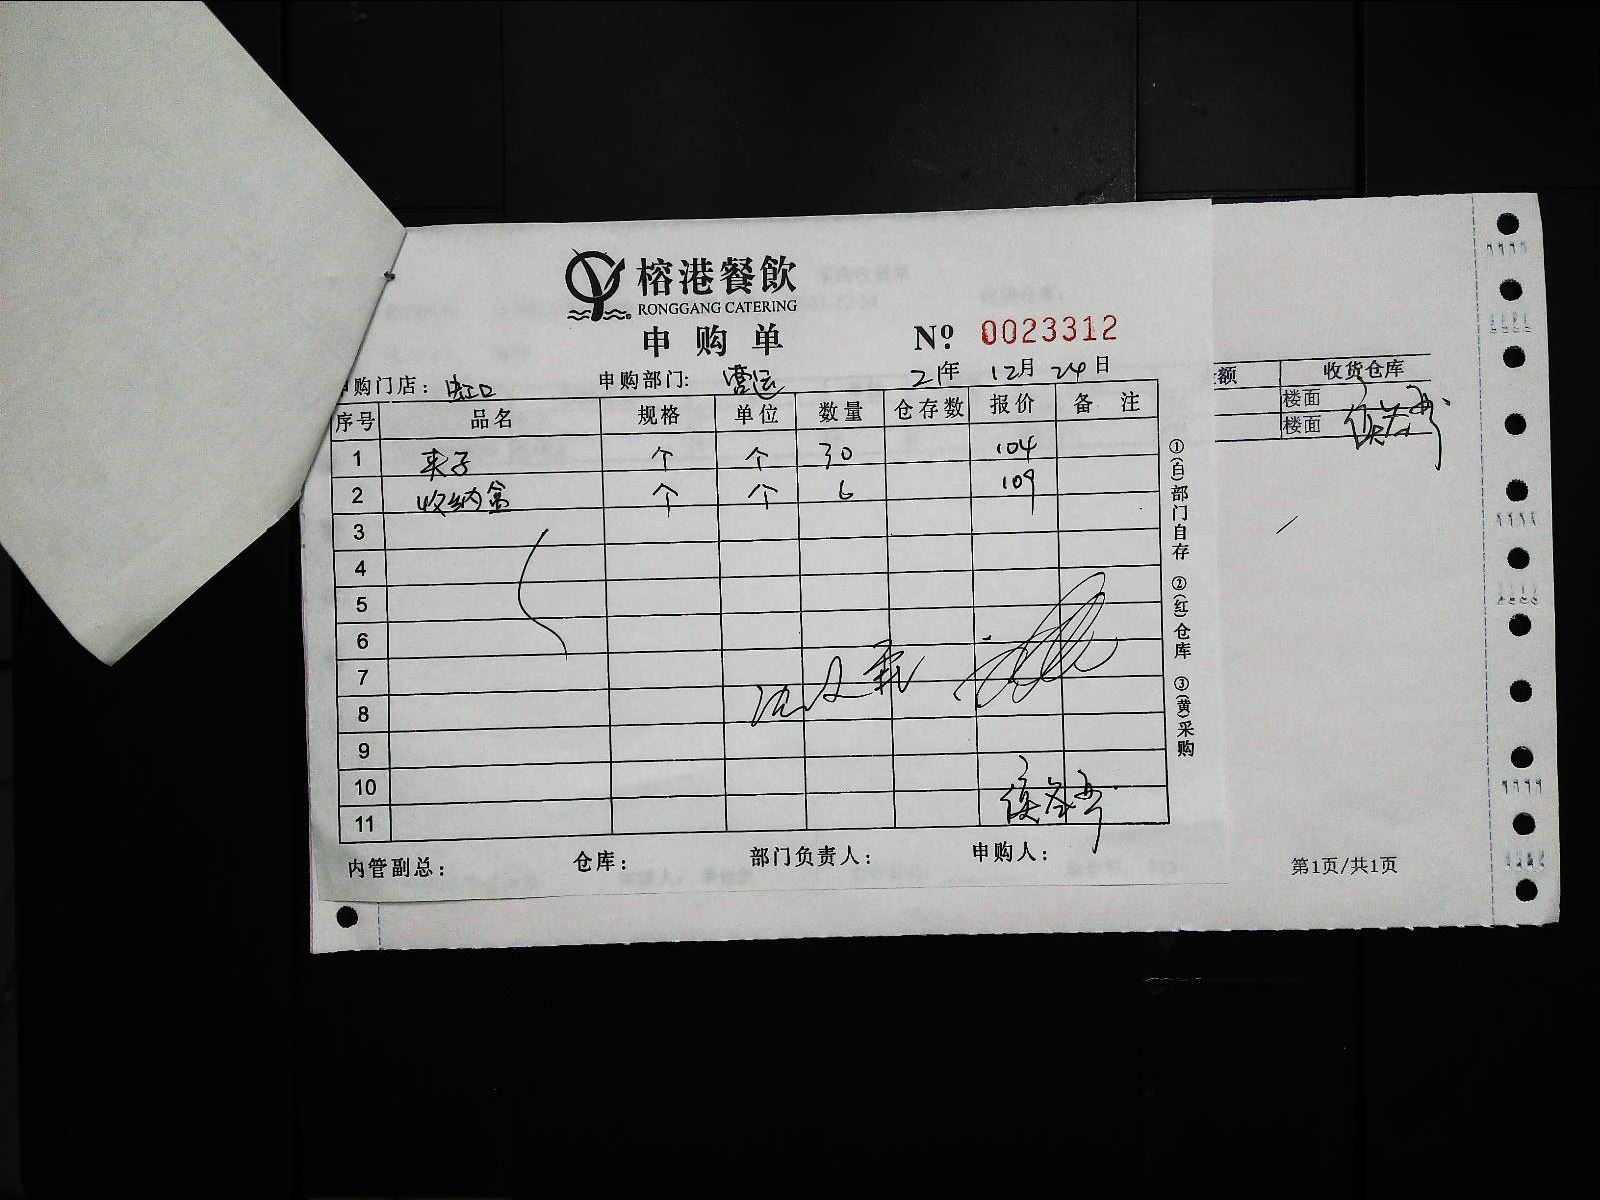 榕港餐飲
RONGGANG CATERING
申购单
Nº 0023312
购门店：虹口 申购部门：营运 21年 12月 24日
序号 品名 规格 单位 数量 仓存数 报价 备注
1 夹子 个 个 30 104
2 收纳盒 个 个 6 109
3
4
5
6
7
8
9
10
11
内管副总： 仓库： 部门负责人： 申购人：
①(白)部门自存 ②(红)仓库 ③(黄)采购
额 收货仓库
楼面
楼面
第1页/共1页